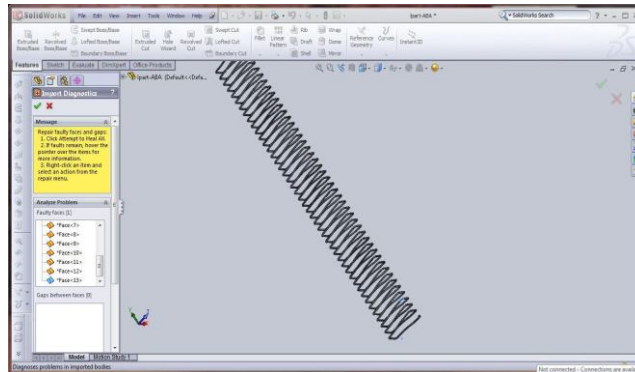 SolidWorks
File Edit View Insert Tools Window Help
Ipart-ABA *
SolidWorks Search
Extruded Boss/Base
Revolved Boss/Base
Swept Boss/Base
Lofted Boss/Base
Boundary Boss/Base
Extruded Cut
Hole Wizard
Revolved Cut
Swept Cut
Lofted Cut
Boundary Cut
Fillet
Linear Pattern
Rib
Draft
Shell
Wrap
Dome
Mirror
Reference Geometry
Curves
Instant3D
Features Sketch Evaluate DimXpert Office Products
Ipart-ABA (Default<<Defa...
Import Diagnostics ?
Message
Repair faulty faces and gaps:
1. Click Attempt to Heal All.
2. If faults remain, hover the
pointer over the items for
more information.
3. Right-click an item and
select an action from the
repair menu.
Analyze Problem
Faulty faces [1]
*Face<7>
*Face<8>
*Face<9>
*Face<10>
*Face<11>
*Face<12>
*Face<13>
Gaps between faces [0]
Model Motion Study 1
Diagnoses problems in imported bodies
Not connected - Connections are avail